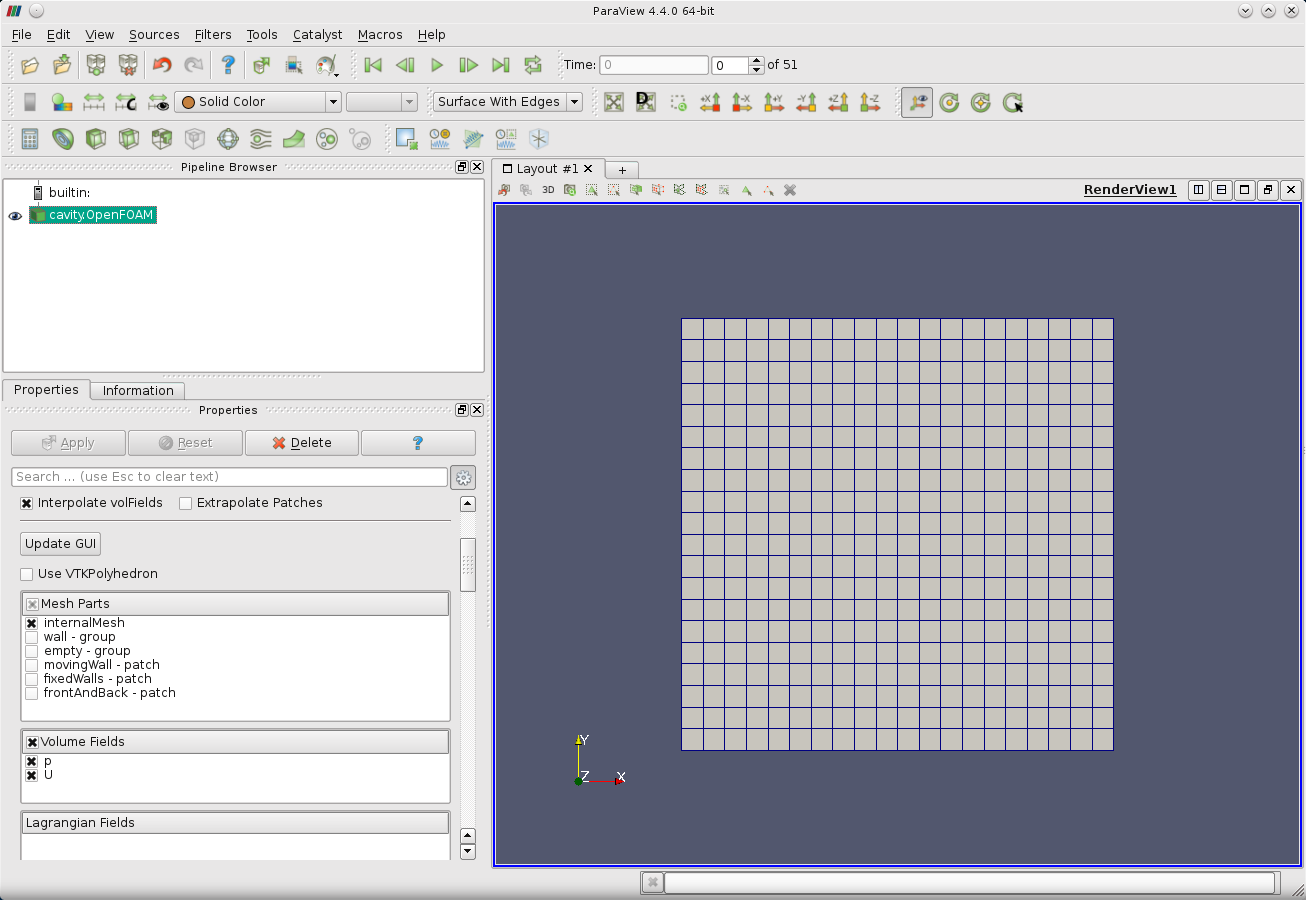 ParaView 4.4.0 64-bit
File Edit View Sources Filters Tools Catalyst Macros Help
? Time: 0 0 of 51
Solid Color Surface With Edges +X -X +Y -Y +Z -Z
Pipeline Browser
Layout #1
builtin:
3D RenderView1
cavity.OpenFOAM
Properties Information
Properties
Apply Reset Delete ?
Search ... (use Esc to clear text)
Interpolate volFields Extrapolate Patches
Update GUI
Use VTKPolyhedron
Mesh Parts
internalMesh
wall - group
empty - group
movingWall - patch
fixedWalls - patch
frontAndBack - patch
Volume Fields
p
U
Lagrangian Fields
Y
Z X